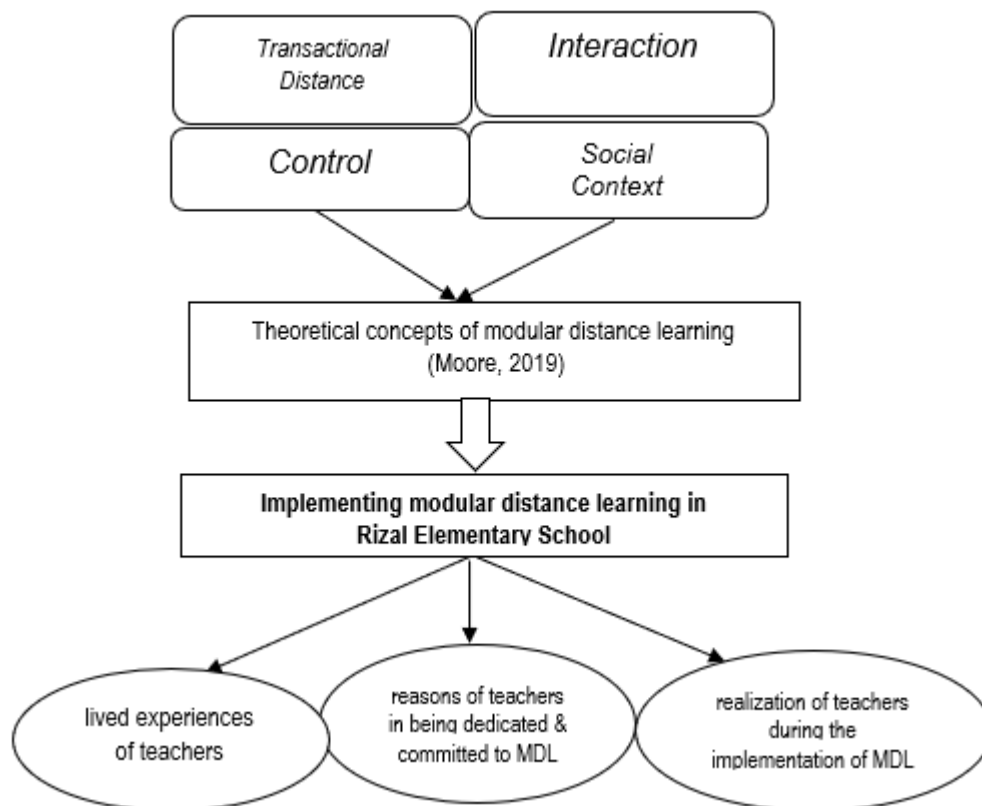 Transactional
Distance
Interaction
Control
Social
Context
Theoretical concepts of modular distance learning
(Moore, 2019)
Implementing modular distance learning in
Rizal Elementary School
lived experiences
of teachers
reasons of teachers
in being dedicated &
committed to MDL
realization of teachers
during the
implementation of MDL